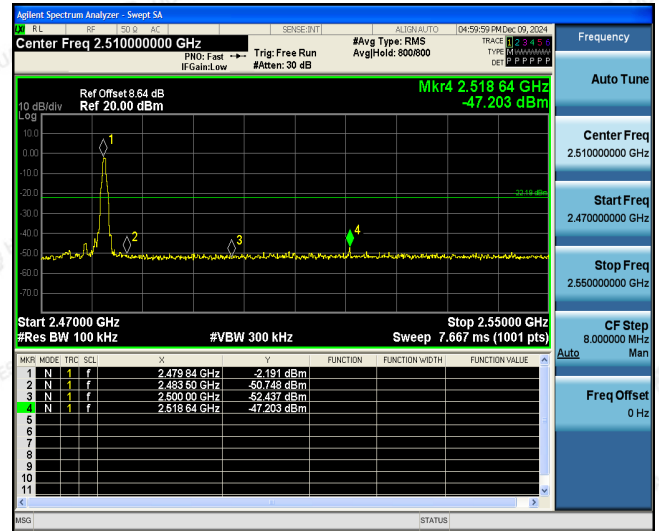 Agilent Spectrum Analyzer - Swept SA
RL RF 50 Ω AC SENSE:INT ALIGNAUTO 04:59:59 PM Dec 09, 2024
Center Freq 2.510000000 GHz
PNO: Fast
IFGain:Low
Trig: Free Run
#Atten: 30 dB
#Avg Type: RMS
Avg|Hold: 800/800
TRACE 1 2 3 4 5 6
TYPE M
DET P P P P P P
Ref Offset 8.64 dB
10 dB/div Ref 20.00 dBm
Log
Mkr4 2.518 64 GHz
-47.203 dBm
10.0
0.00
-10.0
-20.0
-30.0
-40.0
-50.0
-60.0
-70.0
1
2
3
4
-22.19 dBm
Start 2.47000 GHz Stop 2.55000 GHz
#Res BW 100 kHz #VBW 300 kHz Sweep 7.667 ms (1001 pts)
MKR MODE TRC SCL X Y FUNCTION FUNCTION WIDTH FUNCTION VALUE
1 N 1 f 2.479 84 GHz -2.191 dBm
2 N 1 f 2.483 50 GHz -50.748 dBm
3 N 1 f 2.500 00 GHz -52.437 dBm
4 N 1 f 2.518 64 GHz -47.203 dBm
5
6
7
8
9
10
11
MSG STATUS
Frequency
Auto Tune
Center Freq
2.510000000 GHz
Start Freq
2.470000000 GHz
Stop Freq
2.550000000 GHz
CF Step
8.000000 MHz
Auto Man
Freq Offset
0 Hz